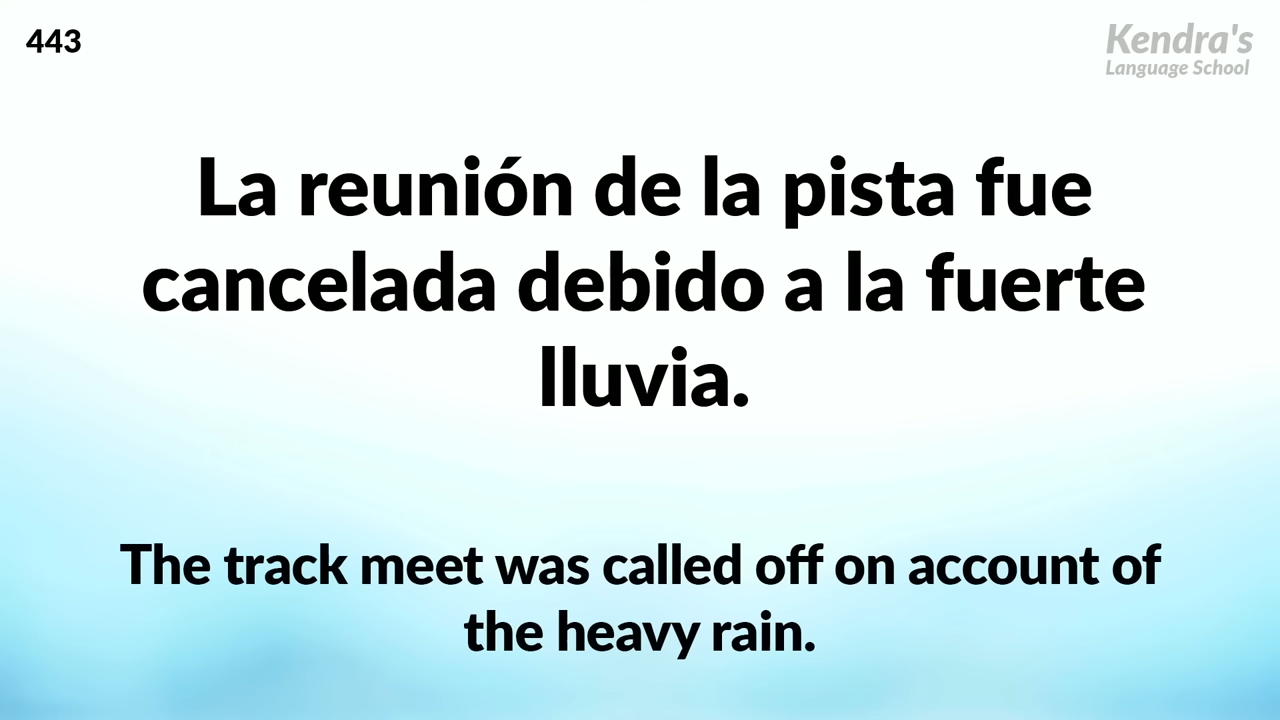 443
Kendra's
Language School
La reunión de la pista fue
cancelada debido a la fuerte
lluvia.
The track meet was called off on account of
the heavy rain.